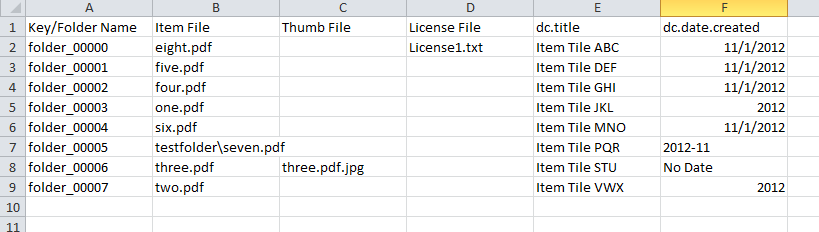 A B C D E F
1 Key/Folder Name Item File Thumb File License File dc.title dc.date.created
2 folder_00000 eight.pdf License1.txt Item Tile ABC 11/1/2012
3 folder_00001 five.pdf Item Tile DEF 11/1/2012
4 folder_00002 four.pdf Item Tile GHI 11/1/2012
5 folder_00003 one.pdf Item Tile JKL 2012
6 folder_00004 six.pdf Item Tile MNO 11/1/2012
7 folder_00005 testfolder\seven.pdf Item Tile PQR 2012-11
8 folder_00006 three.pdf three.pdf.jpg Item Tile STU No Date
9 folder_00007 two.pdf Item Tile VWX 2012
10
11